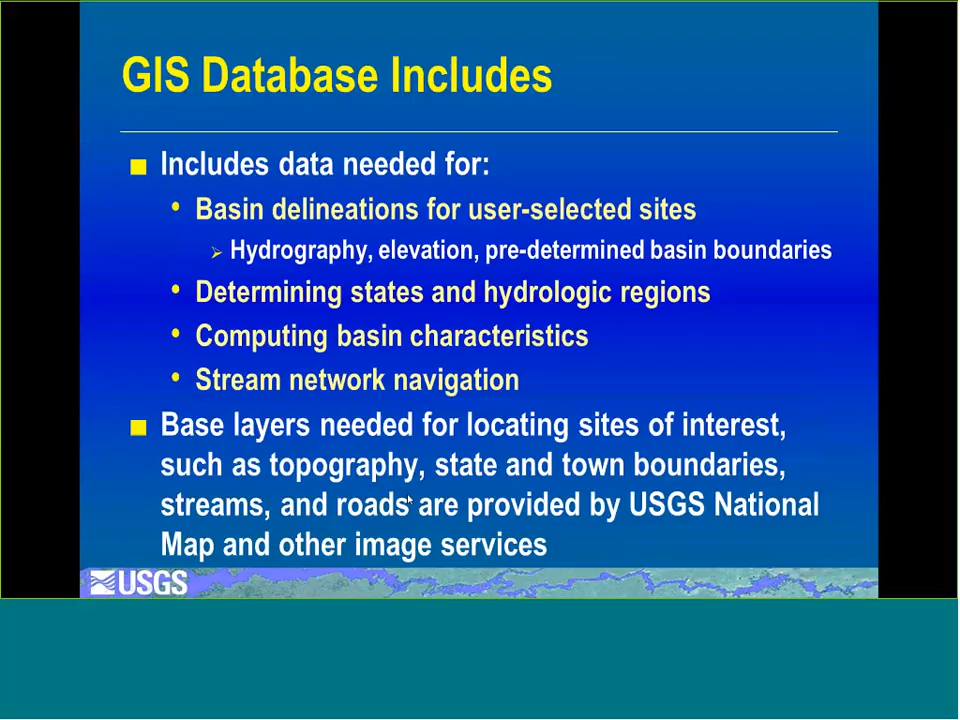 GIS Database Includes
Includes data needed for:
Basin delineations for user-selected sites
Hydrography, elevation, pre-determined basin boundaries
Determining states and hydrologic regions
Computing basin characteristics
Stream network navigation
Base layers needed for locating sites of interest,
such as topography, state and town boundaries,
streams, and roads are provided by USGS National
Map and other image services
USGS